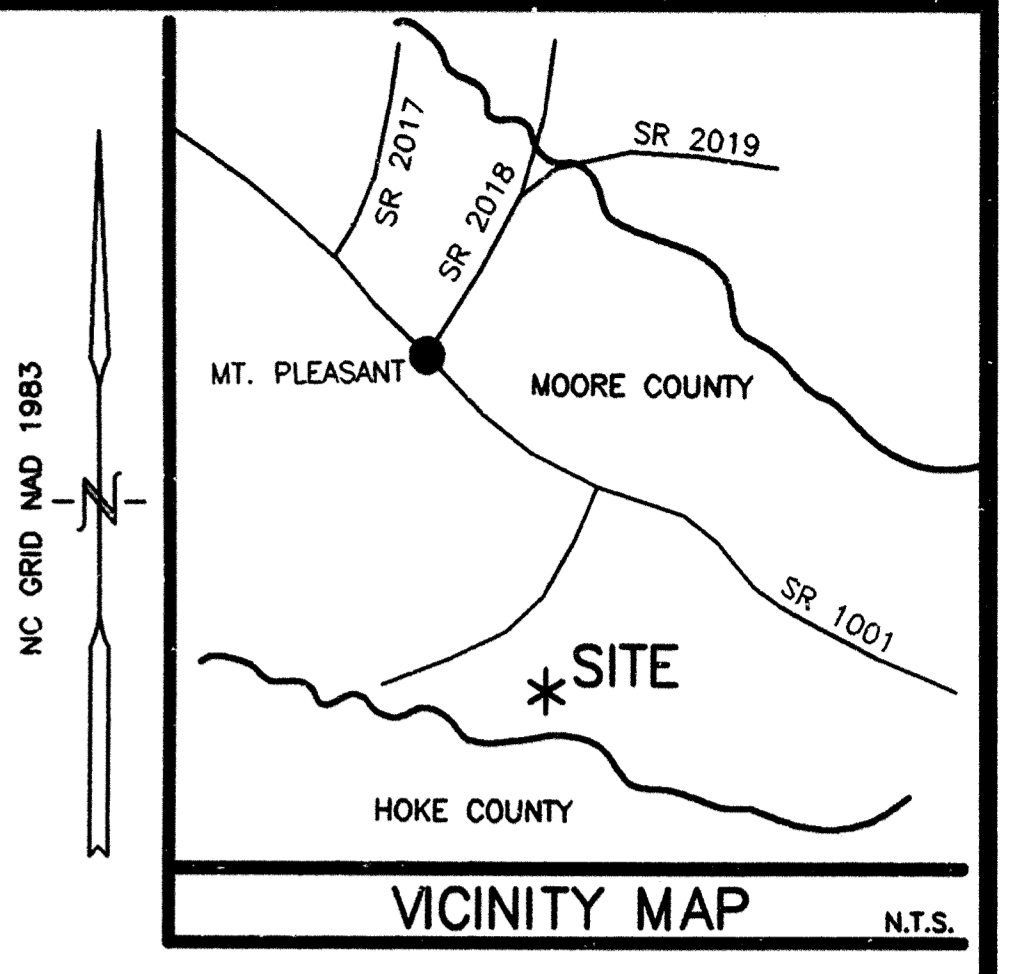 SR 2017
SR 2018
SR 2019
MT. PLEASANT
MOORE COUNTY
NC GRID NAD 1983
N
SR 1001
SITE
HOKE COUNTY
VICINITY MAP
N.T.S.